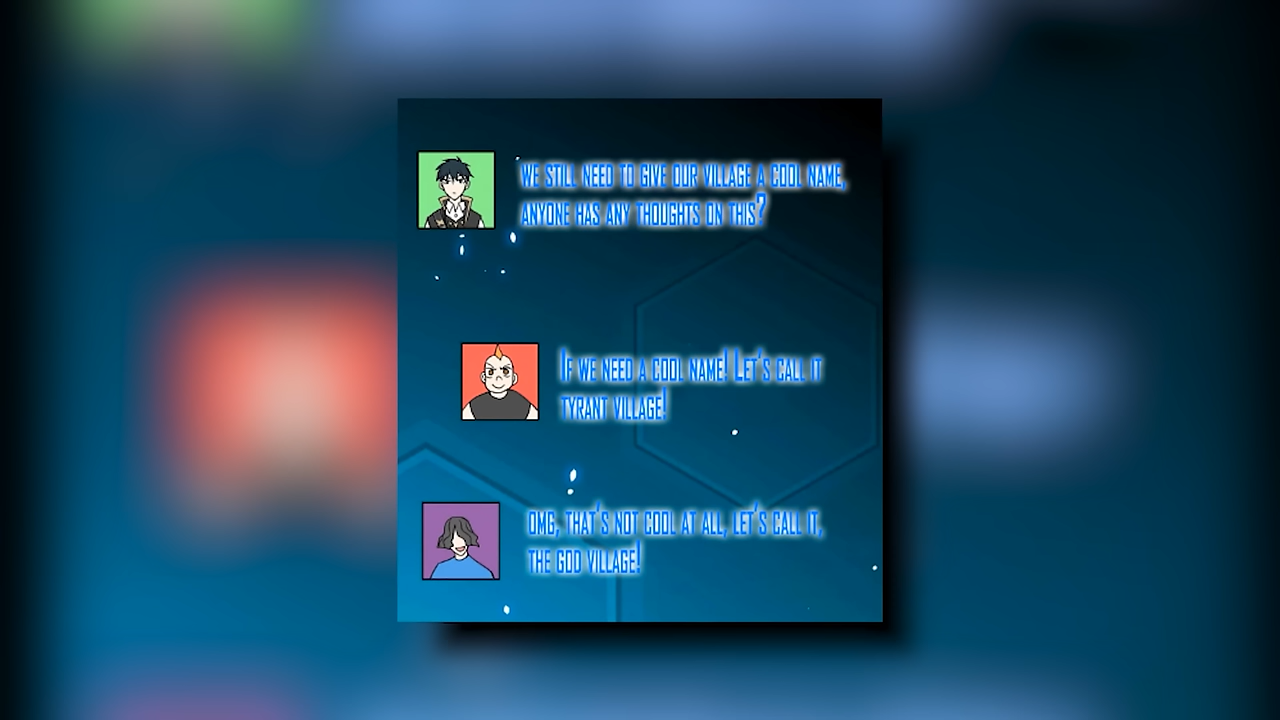 WE STILL NEED TO GIVE OUR VILLAGE A COOL NAME,
ANYONE HAS ANY THOUGHTS ON THIS?
IF WE NEED A COOL NAME! LET'S CALL IT
TYRANT VILLAGE!
OMG, THAT'S NOT COOL AT ALL, LET'S CALL IT,
THE GOD VILLAGE!